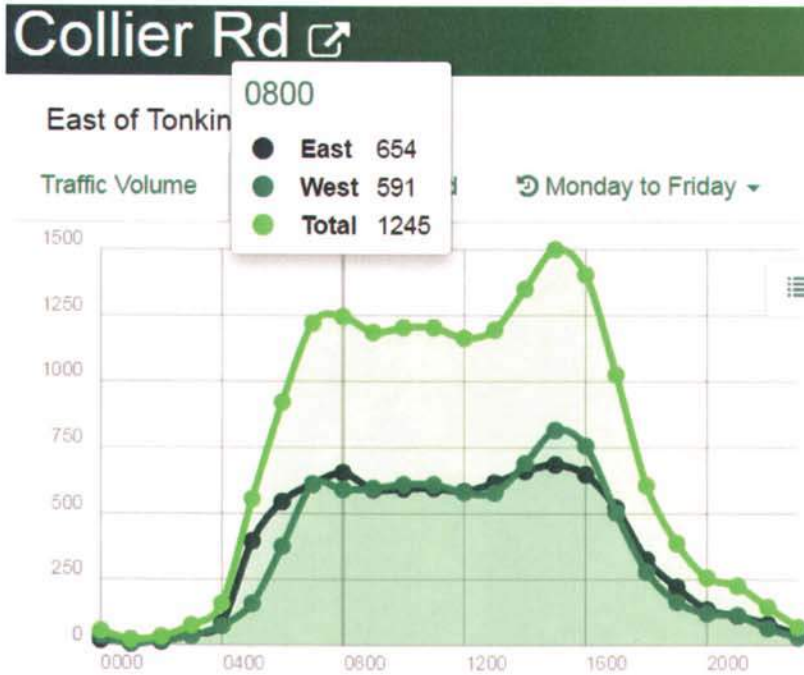 Collier Rd
0800
East 654
West 591
Total 1245
East of Tonkin
Traffic Volume
Monday to Friday
1500
1250
1000
750
500
250
0
0000 0400 0800 1200 1600 2000